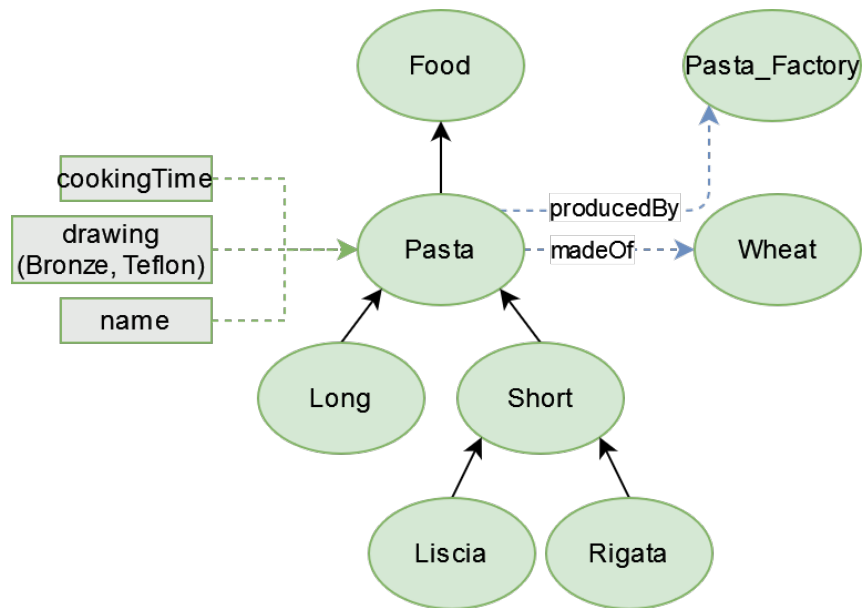 Food
Pasta_Factory
cookingTime
producedBy
drawing
(Bronze, Teflon)
Pasta
madeOf
Wheat
name
Long
Short
Liscia
Rigata